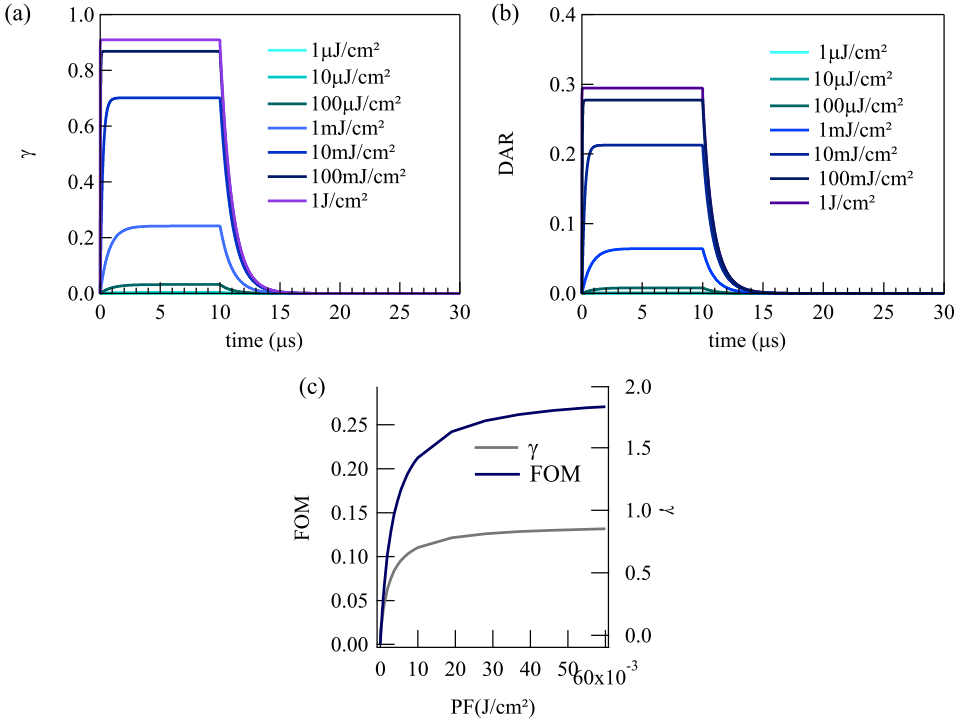 (a)
1.0
0.8
0.6
0.4
0.2
0.0
γ
1μJ/cm²
10μJ/cm²
100μJ/cm²
1mJ/cm²
10mJ/cm²
100mJ/cm²
1J/cm²
0 5 10 15 20 25 30
time (μs)
(b)
0.4
0.3
0.2
0.1
0.0
DAR
1μJ/cm²
10μJ/cm²
100μJ/cm²
1mJ/cm²
10mJ/cm²
100mJ/cm²
1J/cm²
0 5 10 15 20 25 30
time (μs)
(c)
0.25
0.20
0.15
0.10
0.05
0.00
FOM
γ
FOM
2.0
1.5
1.0
0.5
0.0
γ
0 10 20 30 40 50 60x10⁻³
PF(J/cm²)